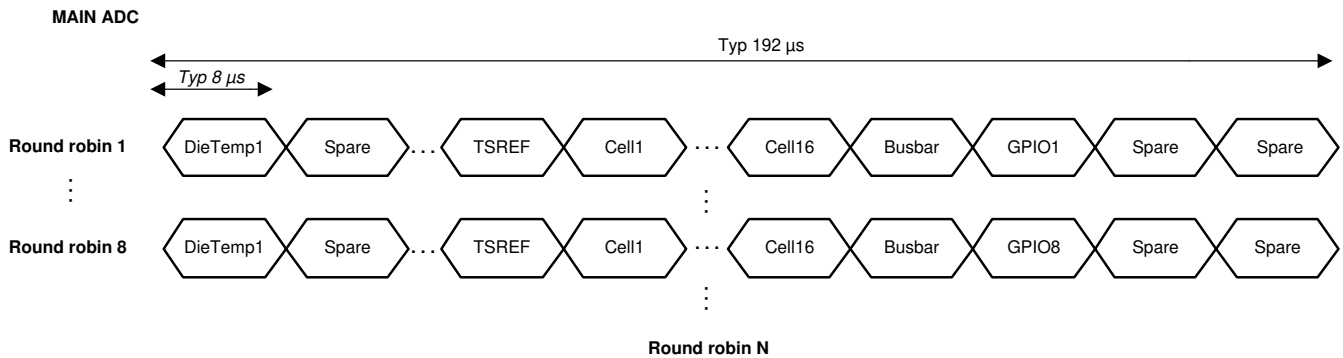 MAIN ADC
Typ 192 µs
Typ 8 µs
Round robin 1 DieTemp1 Spare ... TSREF Cell1 ... Cell16 Busbar GPIO1 Spare Spare
Round robin 8 DieTemp1 Spare ... TSREF Cell1 ... Cell16 Busbar GPIO8 Spare Spare
Round robin N